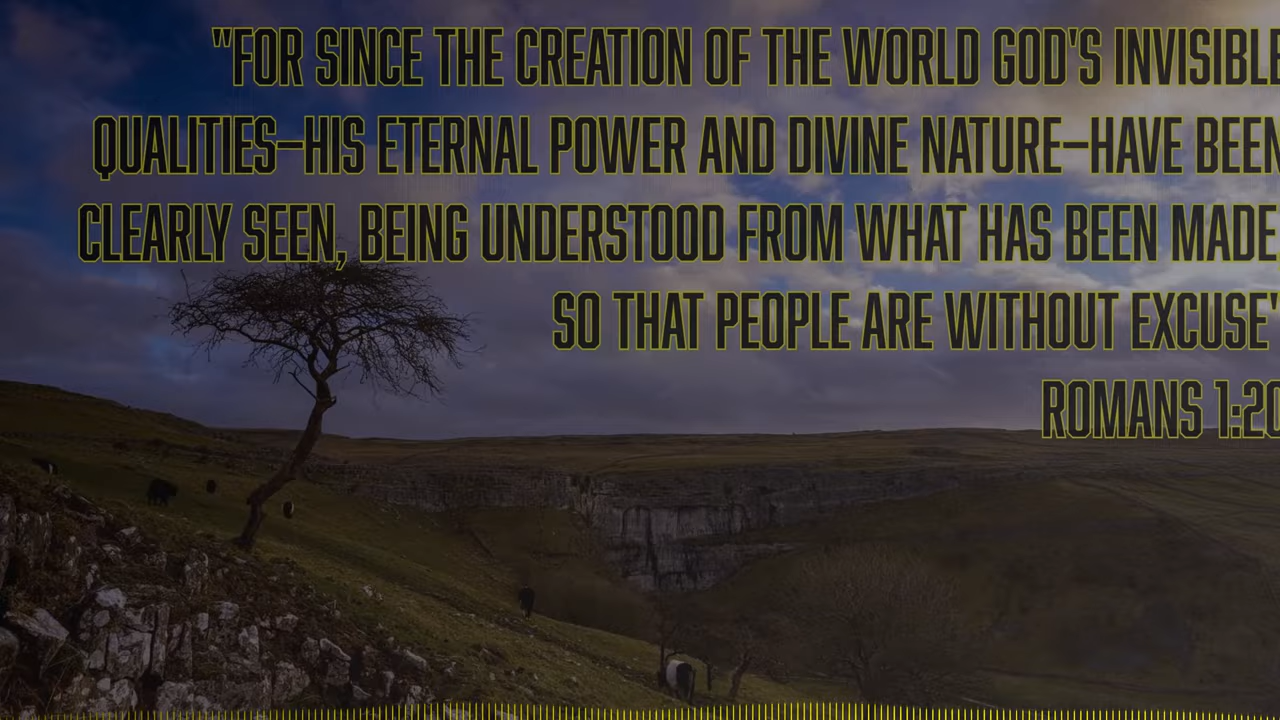 "FOR SINCE THE CREATION OF THE WORLD GOD'S INVISIBLE
QUALITIES—HIS ETERNAL POWER AND DIVINE NATURE—HAVE BEEN
CLEARLY SEEN, BEING UNDERSTOOD FROM WHAT HAS BEEN MADE,
SO THAT PEOPLE ARE WITHOUT EXCUSE"
ROMANS 1:20